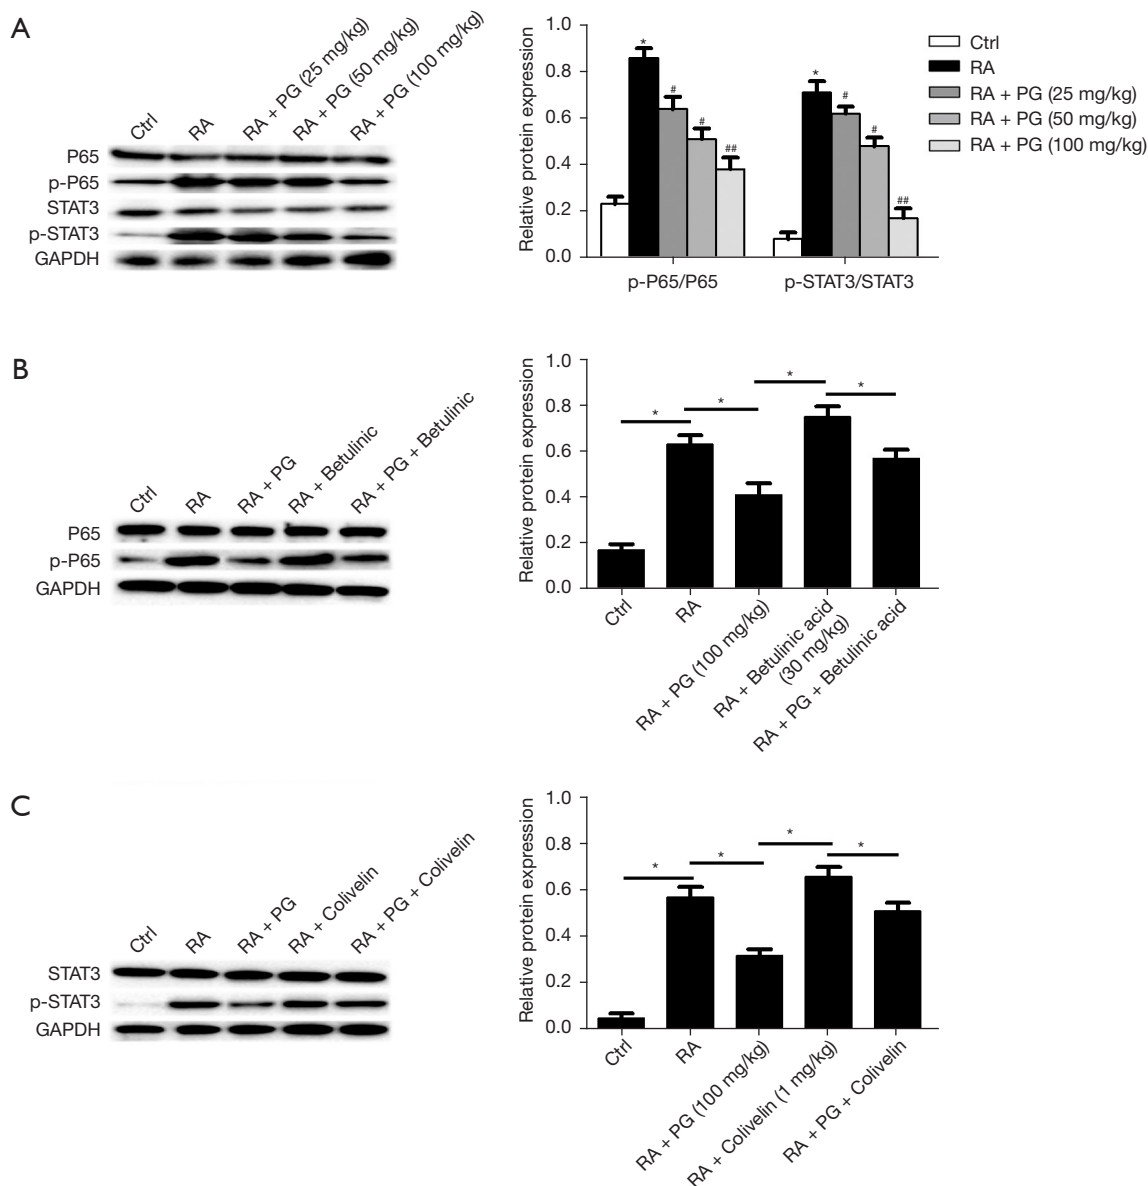 A
Ctrl
RA
RA + PG (25 mg/kg)
RA + PG (50 mg/kg)
RA + PG (100 mg/kg)
P65
p-P65
STAT3
p-STAT3
GAPDH
Relative protein expression
1.0
0.8
0.6
0.4
0.2
0.0
* # # ##
* # # ##
p-P65/P65
p-STAT3/STAT3
Ctrl
RA
RA + PG (25 mg/kg)
RA + PG (50 mg/kg)
RA + PG (100 mg/kg)
B
Ctrl
RA
RA + PG
RA + Betulinic
RA + PG + Betulinic
P65
p-P65
GAPDH
Relative protein expression
1.0
0.8
0.6
0.4
0.2
0.0
* * * *
Ctrl
RA
RA + PG (100 mg/kg)
RA + Betulinic acid
(30 mg/kg)
RA + PG + Betulinic acid
C
Ctrl
RA
RA + PG
RA + Colivelin
RA + PG + Colivelin
STAT3
p-STAT3
GAPDH
Relative protein expression
1.0
0.8
0.6
0.4
0.2
0.0
* * * *
Ctrl
RA
RA + PG (100 mg/kg)
RA + Colivelin (1 mg/kg)
RA + PG + Colivelin